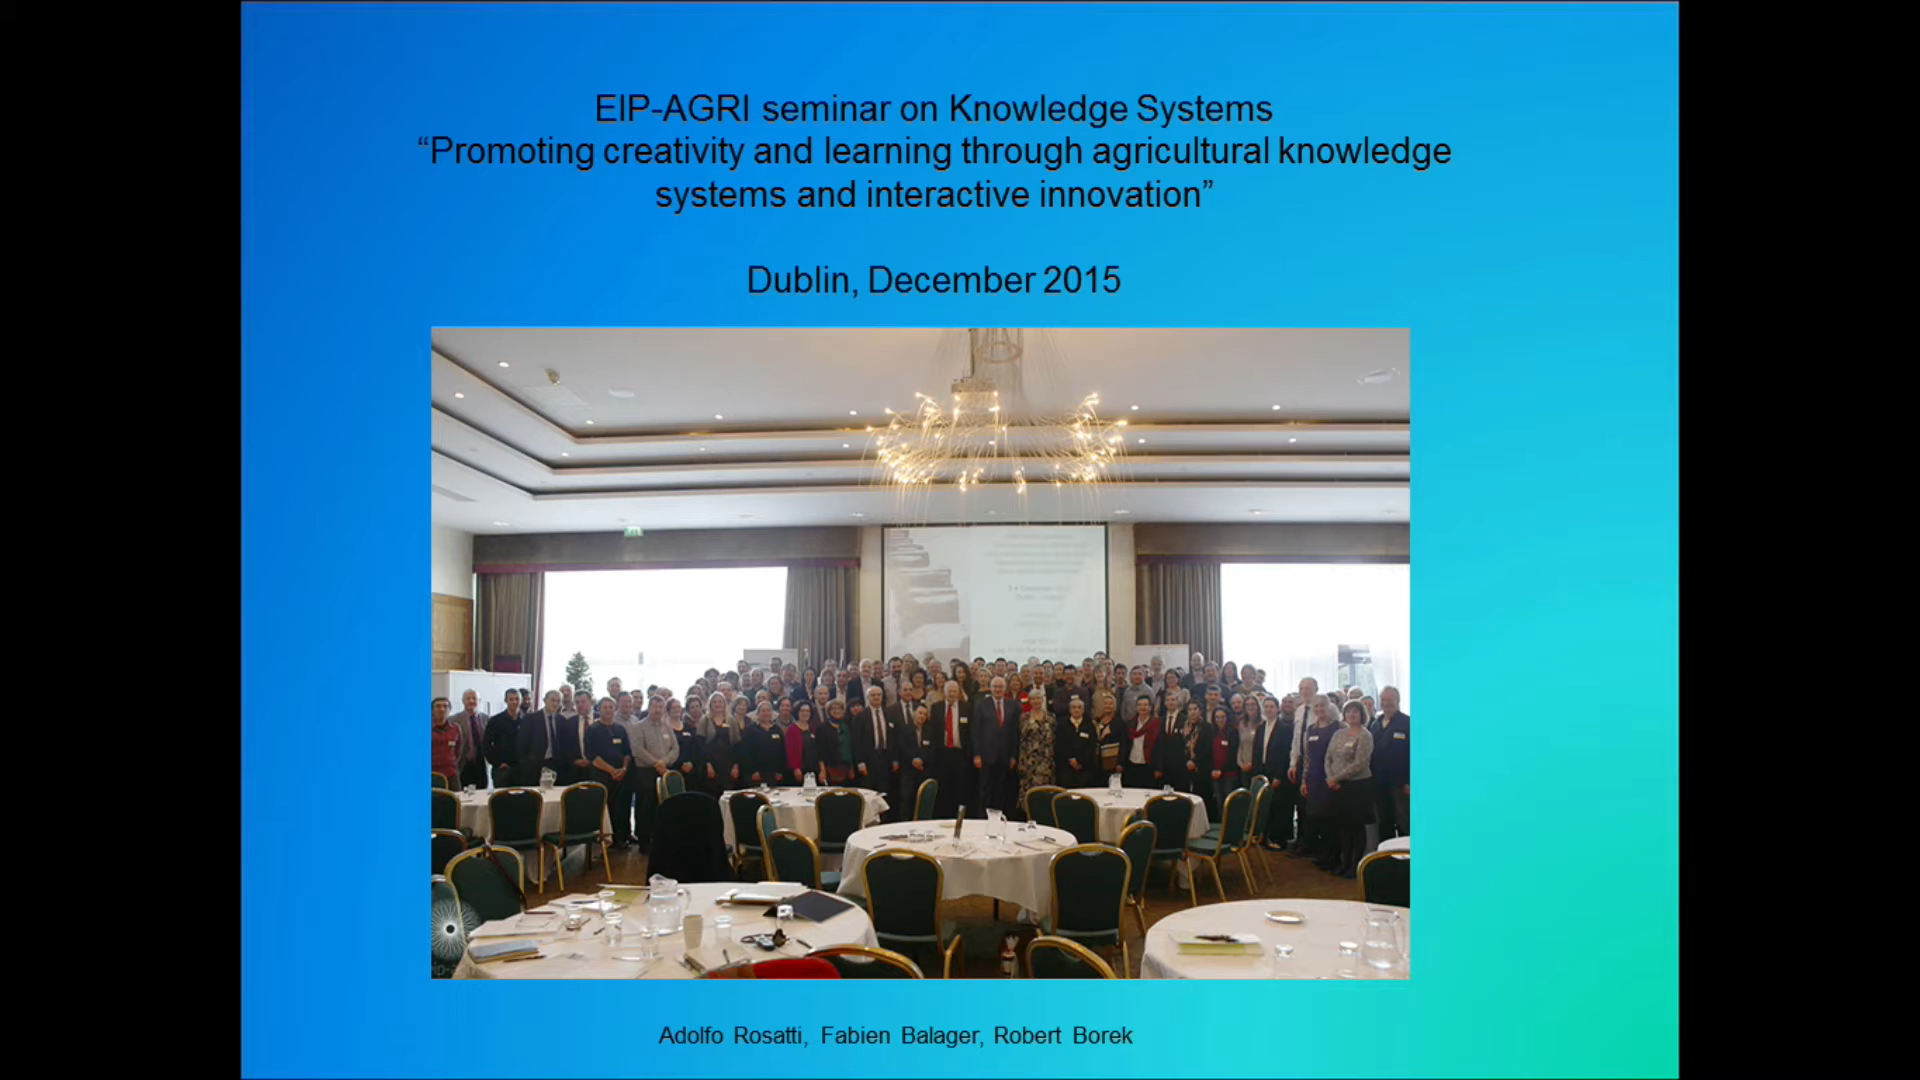 EIP-AGRI seminar on Knowledge Systems
“Promoting creativity and learning through agricultural knowledge
systems and interactive innovation”
Dublin, December 2015
Adolfo Rosatti, Fabien Balager, Robert Borek